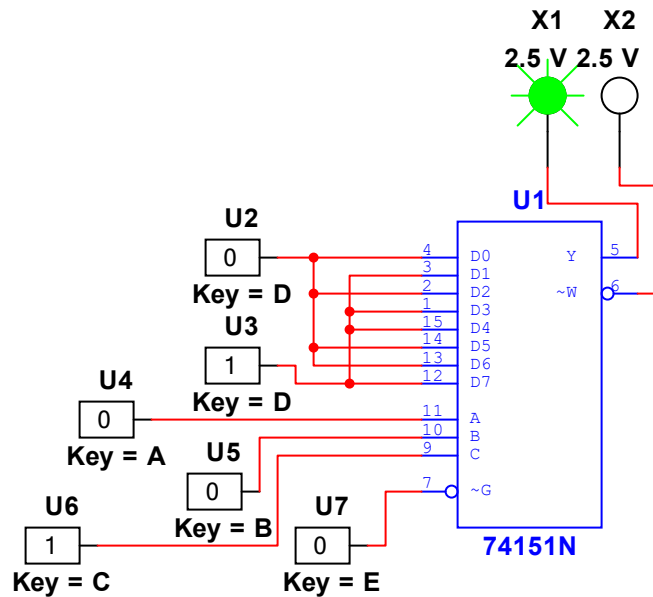 X1 X2
2.5 V 2.5 V
U1
U2
0
Key = D
U3
1
Key = D
U4
0
Key = A
U5
0
Key = B
U6
1
Key = C
U7
0
Key = E
4 D0
3 D1
2 D2
1 D3
15 D4
14 D5
13 D6
12 D7
11 A
10 B
9 C
7 ~G
Y 5
~W 6
74151N